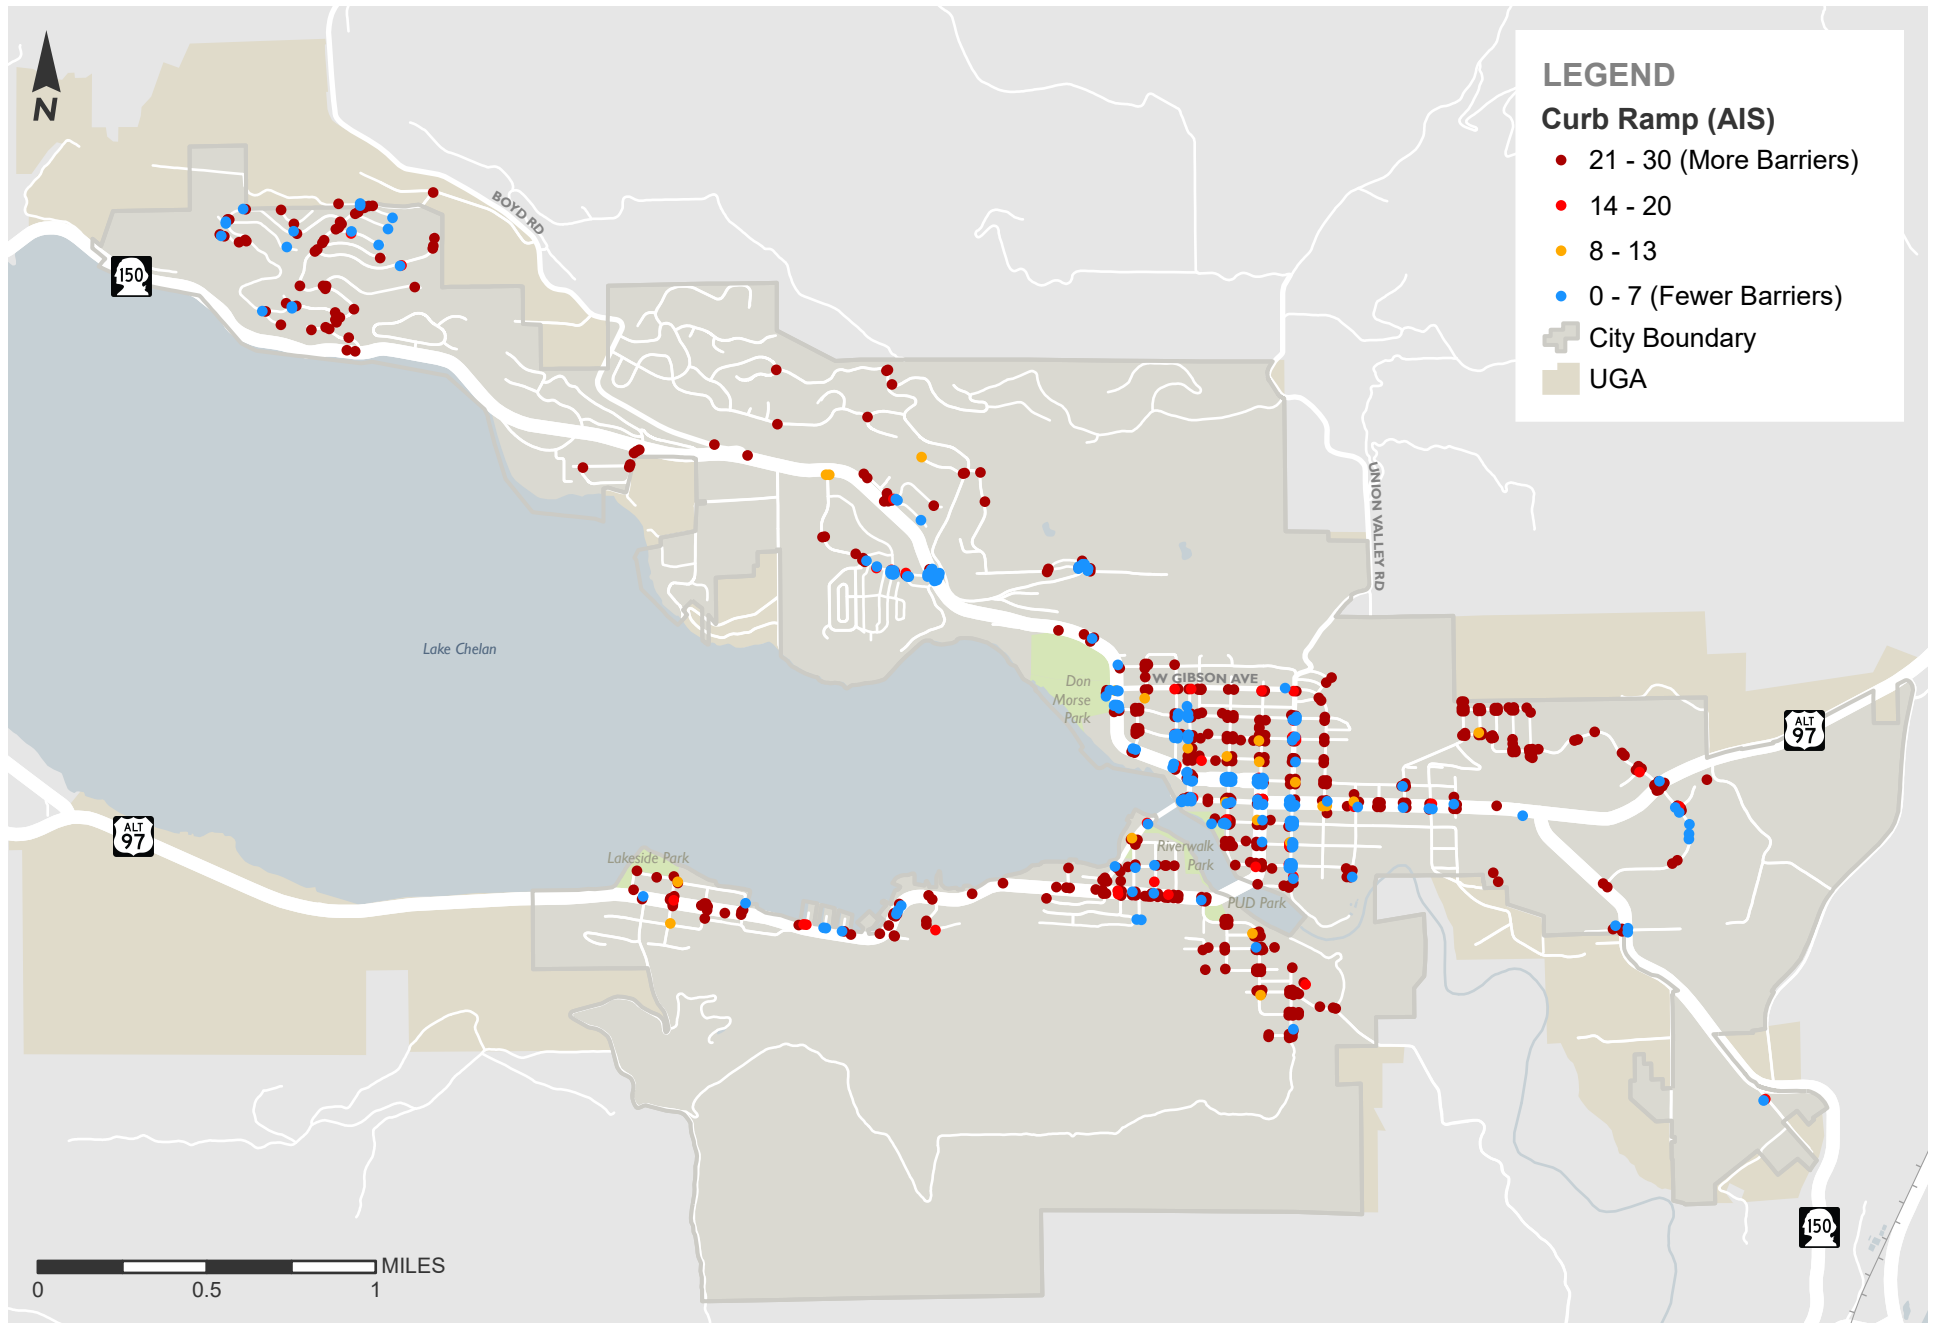 N
LEGEND
Curb Ramp (AIS)
21 - 30 (More Barriers)
14 - 20
8 - 13
0 - 7 (Fewer Barriers)
City Boundary
UGA
BOYD RD
150
UNION VALLEY RD
Lake Chelan
Don
Morse
Park
W GIBSON AVE
ALT
97
ALT
97
Lakeside Park
Riverwalk
Park
PUD Park
150
MILES
0
0.5
1